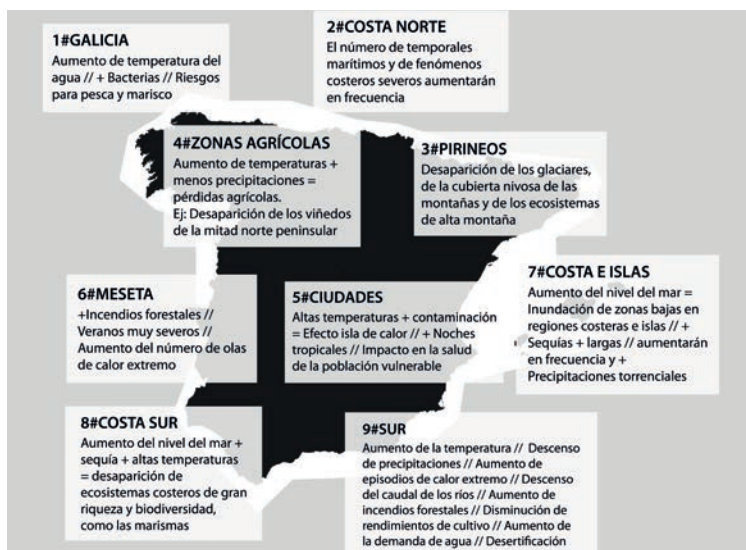 1#GALICIA
Aumento de temperatura del
agua // + Bacterias // Riesgos
para pesca y marisco
2#COSTA NORTE
El número de temporales
marítimos y de fenómenos
costeros severos aumentarán
en frecuencia
4#ZONAS AGRÍCOLAS
Aumento de temperaturas +
menos precipitaciones =
pérdidas agrícolas.
Ej: Desaparición de los viñedos
de la mitad norte peninsular
3#PIRINEOS
Desaparición de los glaciares,
de la cubierta nivosa de las
montañas y de los ecosistemas
de alta montaña
6#MESETA
+Incendios forestales //
Veranos muy severos //
Aumento del número de olas
de calor extremo
5#CIUDADES
Altas temperaturas + contaminación
= Efecto isla de calor // + Noches
tropicales // Impacto en la salud
de la población vulnerable
7#COSTA E ISLAS
Aumento del nivel del mar =
Inundación de zonas bajas en
regiones costeras e islas // +
Sequías + largas // aumentarán
en frecuencia y +
Precipitaciones torrenciales
8#COSTA SUR
Aumento del nivel del mar +
sequía + altas temperaturas
= desaparición de
ecosistemas costeros de gran
riqueza y biodiversidad,
como las marismas
9#SUR
Aumento de la temperatura // Descenso
de precipitaciones // Aumento de
episodios de calor extremo // Descenso
del caudal de los ríos // Aumento de
incendios forestales // Disminución de
rendimientos de cultivo // Aumento de
la demanda de agua // Desertificación